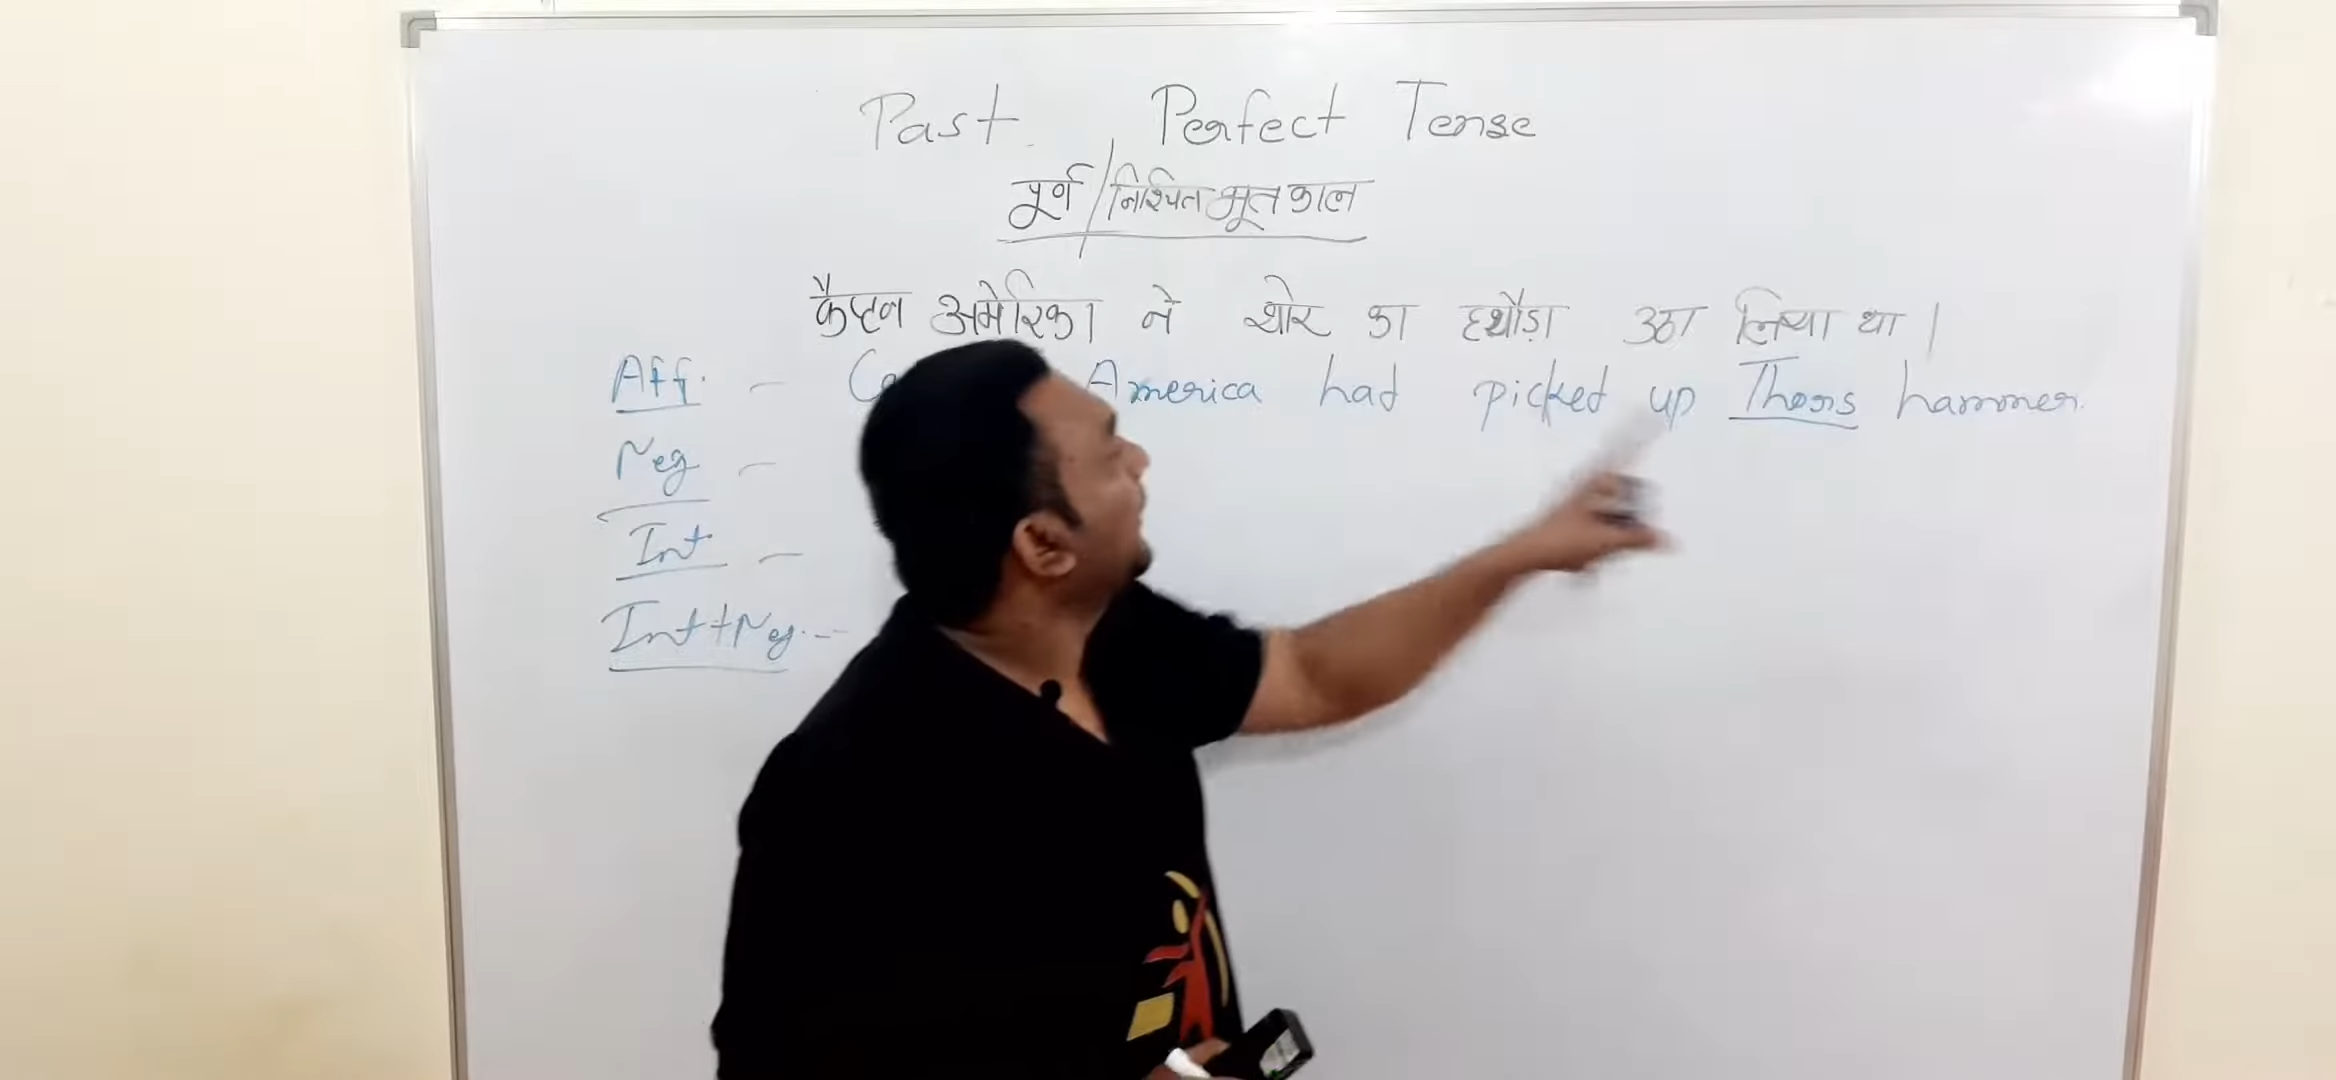 Past Perfect Tense
पूर्ण/निश्चित भूतकाल
कैप्टन अमेरिका ने थोर का हथौड़ा उठा लिया था।
Aff. - America had picked up Thors hammer.
Neg -
Int -
Int+Neg. -